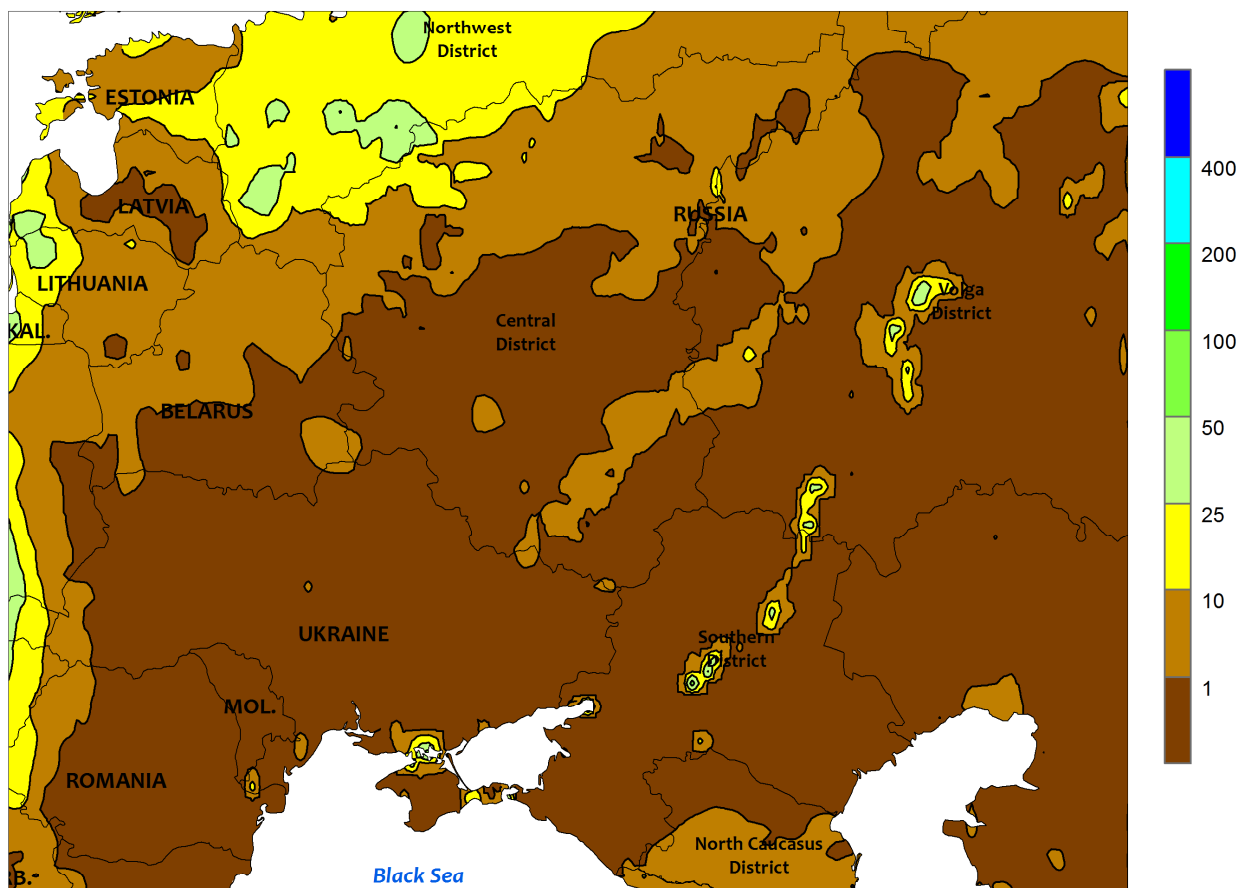 Northwest
District
ESTONIA
400
LATVIA
RUSSIA
200
LITHUANIA
Volga
District
KAL.
Central
District
100
BELARUS
50
25
10
UKRAINE
Southern
District
1
MOL.
ROMANIA
North Caucasus
District
Black Sea
RB.